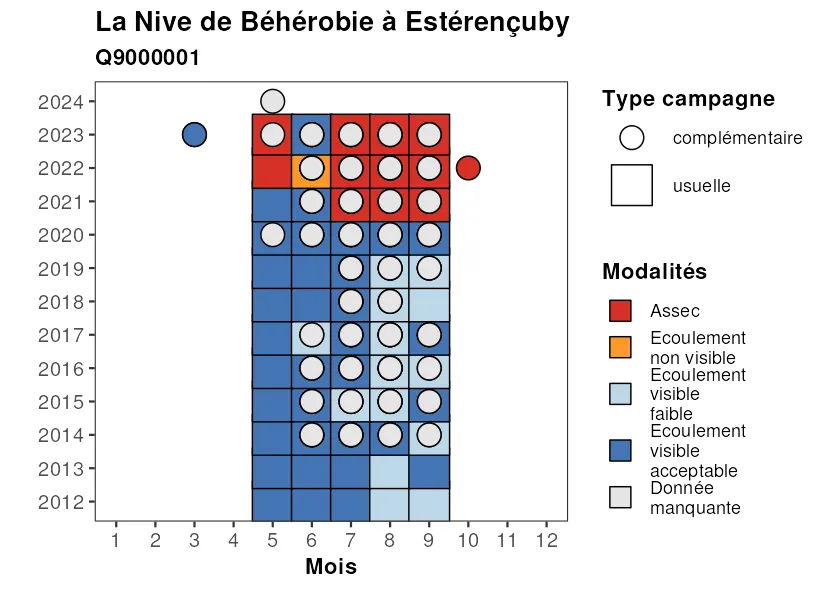 La Nive de Béhérobie à Estérençuby
Q9000001
2024
2023
2022
2021
2020
2019
2018
2017
2016
2015
2014
2013
2012
1 2 3 4 5 6 7 8 9 10 11 12
Mois
Type campagne
complémentaire
usuelle
Modalités
Assec
Ecoulement
non visible
Ecoulement
visible
faible
Ecoulement
visible
acceptable
Donnée
manquante